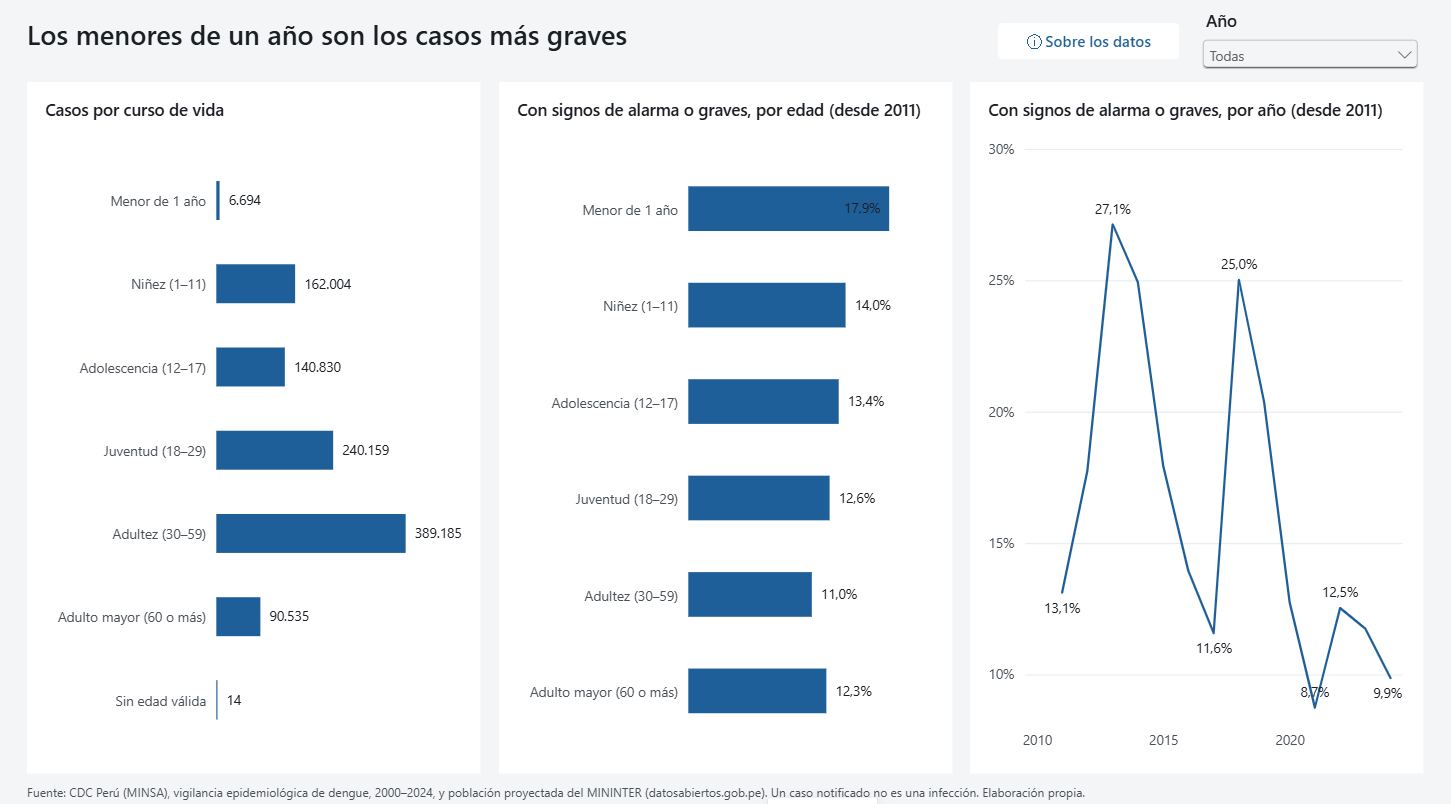 Los menores de un año son los casos más graves
Sobre los datos
Año
Todas
Casos por curso de vida
Menor de 1 año 6.694
Niñez (1–11) 162.004
Adolescencia (12–17) 140.830
Juventud (18–29) 240.159
Adultez (30–59) 389.185
Adulto mayor (60 o más) 90.535
Sin edad válida 14
Con signos de alarma o graves, por edad (desde 2011)
Menor de 1 año 17,9%
Niñez (1–11) 14,0%
Adolescencia (12–17) 13,4%
Juventud (18–29) 12,6%
Adultez (30–59) 11,0%
Adulto mayor (60 o más) 12,3%
Con signos de alarma o graves, por año (desde 2011)
30%
27,1%
25,0%
25%
20%
15%
13,1%
12,5%
11,6%
10%
8,7%
9,9%
2010 2015 2020
Fuente: CDC Perú (MINSA), vigilancia epidemiológica de dengue, 2000–2024, y población proyectada del MININTER (datosabiertos.gob.pe). Un caso notificado no es una infección. Elaboración propia.